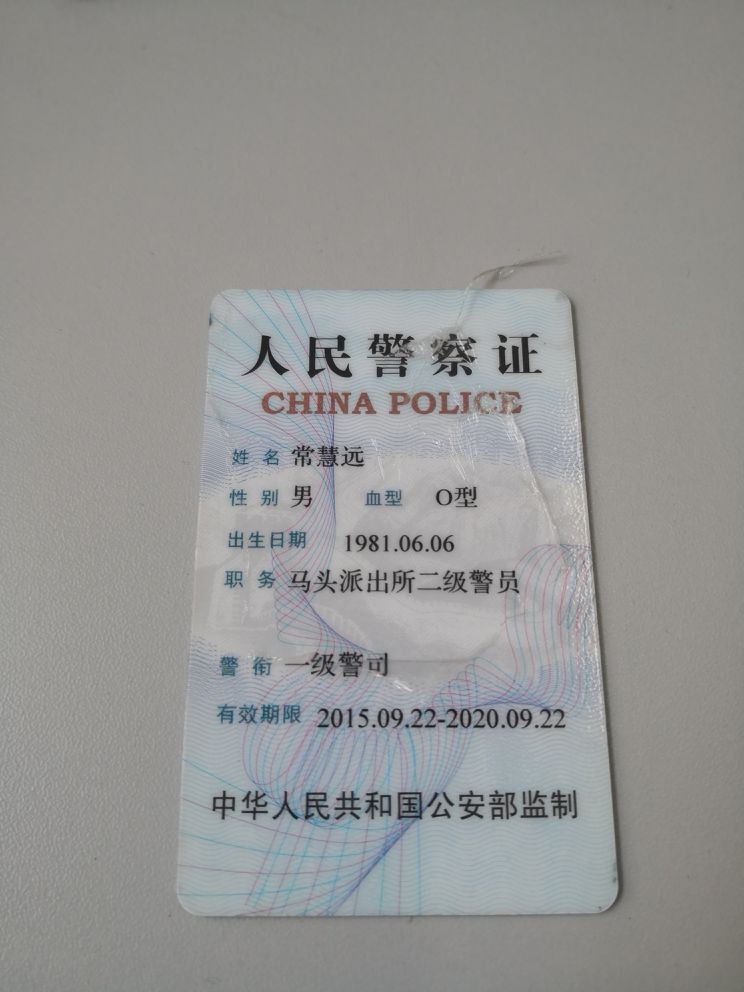 人民警察证
CHINA POLICE
姓名 常慧远
性别 男 血型 O型
出生日期 1981.06.06
职务 马头派出所二级警员
警衔 一级警司
有效期限 2015.09.22-2020.09.22
中华人民共和国公安部监制